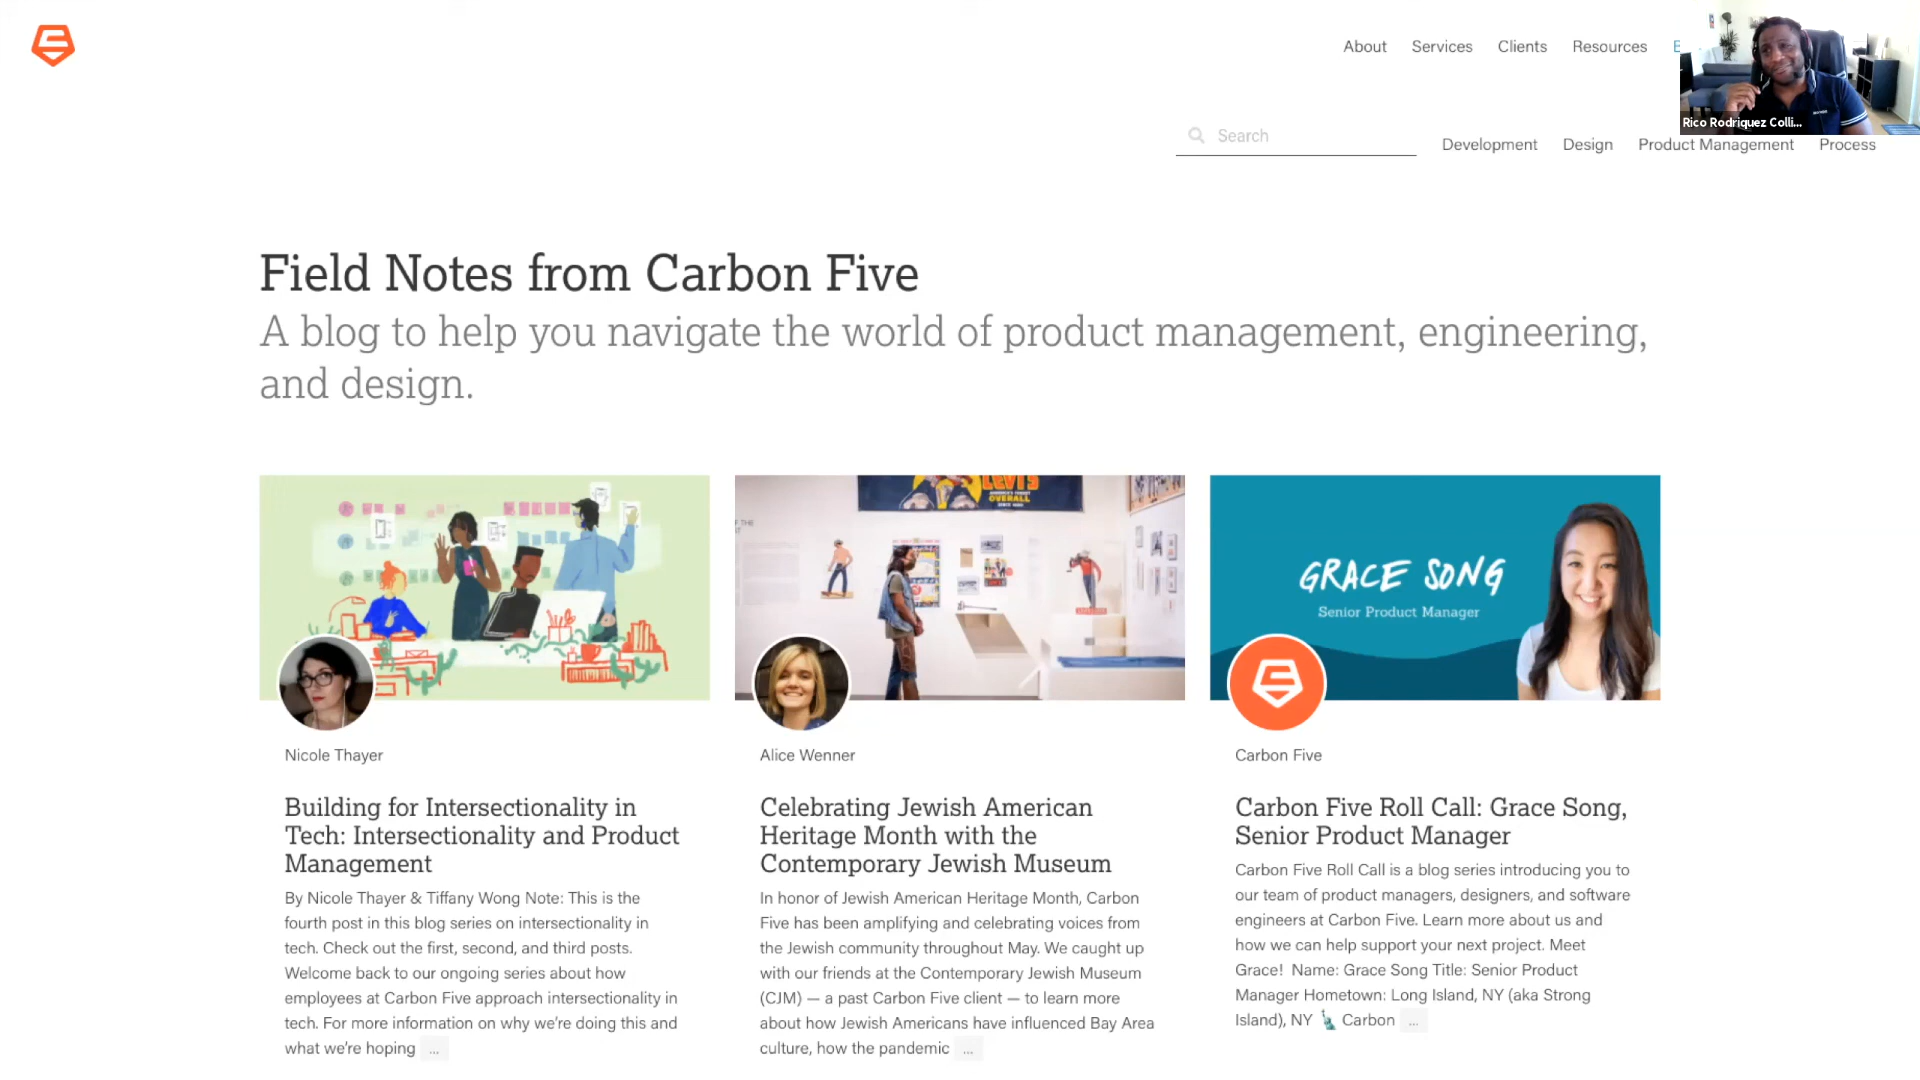 About Services Clients Resources
Rico Rodriquez Colli...
Search
Development Design Product Management Process
Field Notes from Carbon Five
A blog to help you navigate the world of product management, engineering,
and design.
LEVI'S
OVERALL
GRACE SONG
Senior Product Manager
Nicole Thayer
Building for Intersectionality in
Tech: Intersectionality and Product
Management
By Nicole Thayer & Tiffany Wong Note: This is the
fourth post in this blog series on intersectionality in
tech. Check out the first, second, and third posts.
Welcome back to our ongoing series about how
employees at Carbon Five approach intersectionality in
tech. For more information on why we're doing this and
what we're hoping ...
Alice Wenner
Celebrating Jewish American
Heritage Month with the
Contemporary Jewish Museum
In honor of Jewish American Heritage Month, Carbon
Five has been amplifying and celebrating voices from
the Jewish community throughout May. We caught up
with our friends at the Contemporary Jewish Museum
(CJM) — a past Carbon Five client — to learn more
about how Jewish Americans have influenced Bay Area
culture, how the pandemic ...
Carbon Five
Carbon Five Roll Call: Grace Song,
Senior Product Manager
Carbon Five Roll Call is a blog series introducing you to
our team of product managers, designers, and software
engineers at Carbon Five. Learn more about us and
how we can help support your next project. Meet
Grace! Name: Grace Song Title: Senior Product
Manager Hometown: Long Island, NY (aka Strong
Island), NY 🗽 Carbon ...